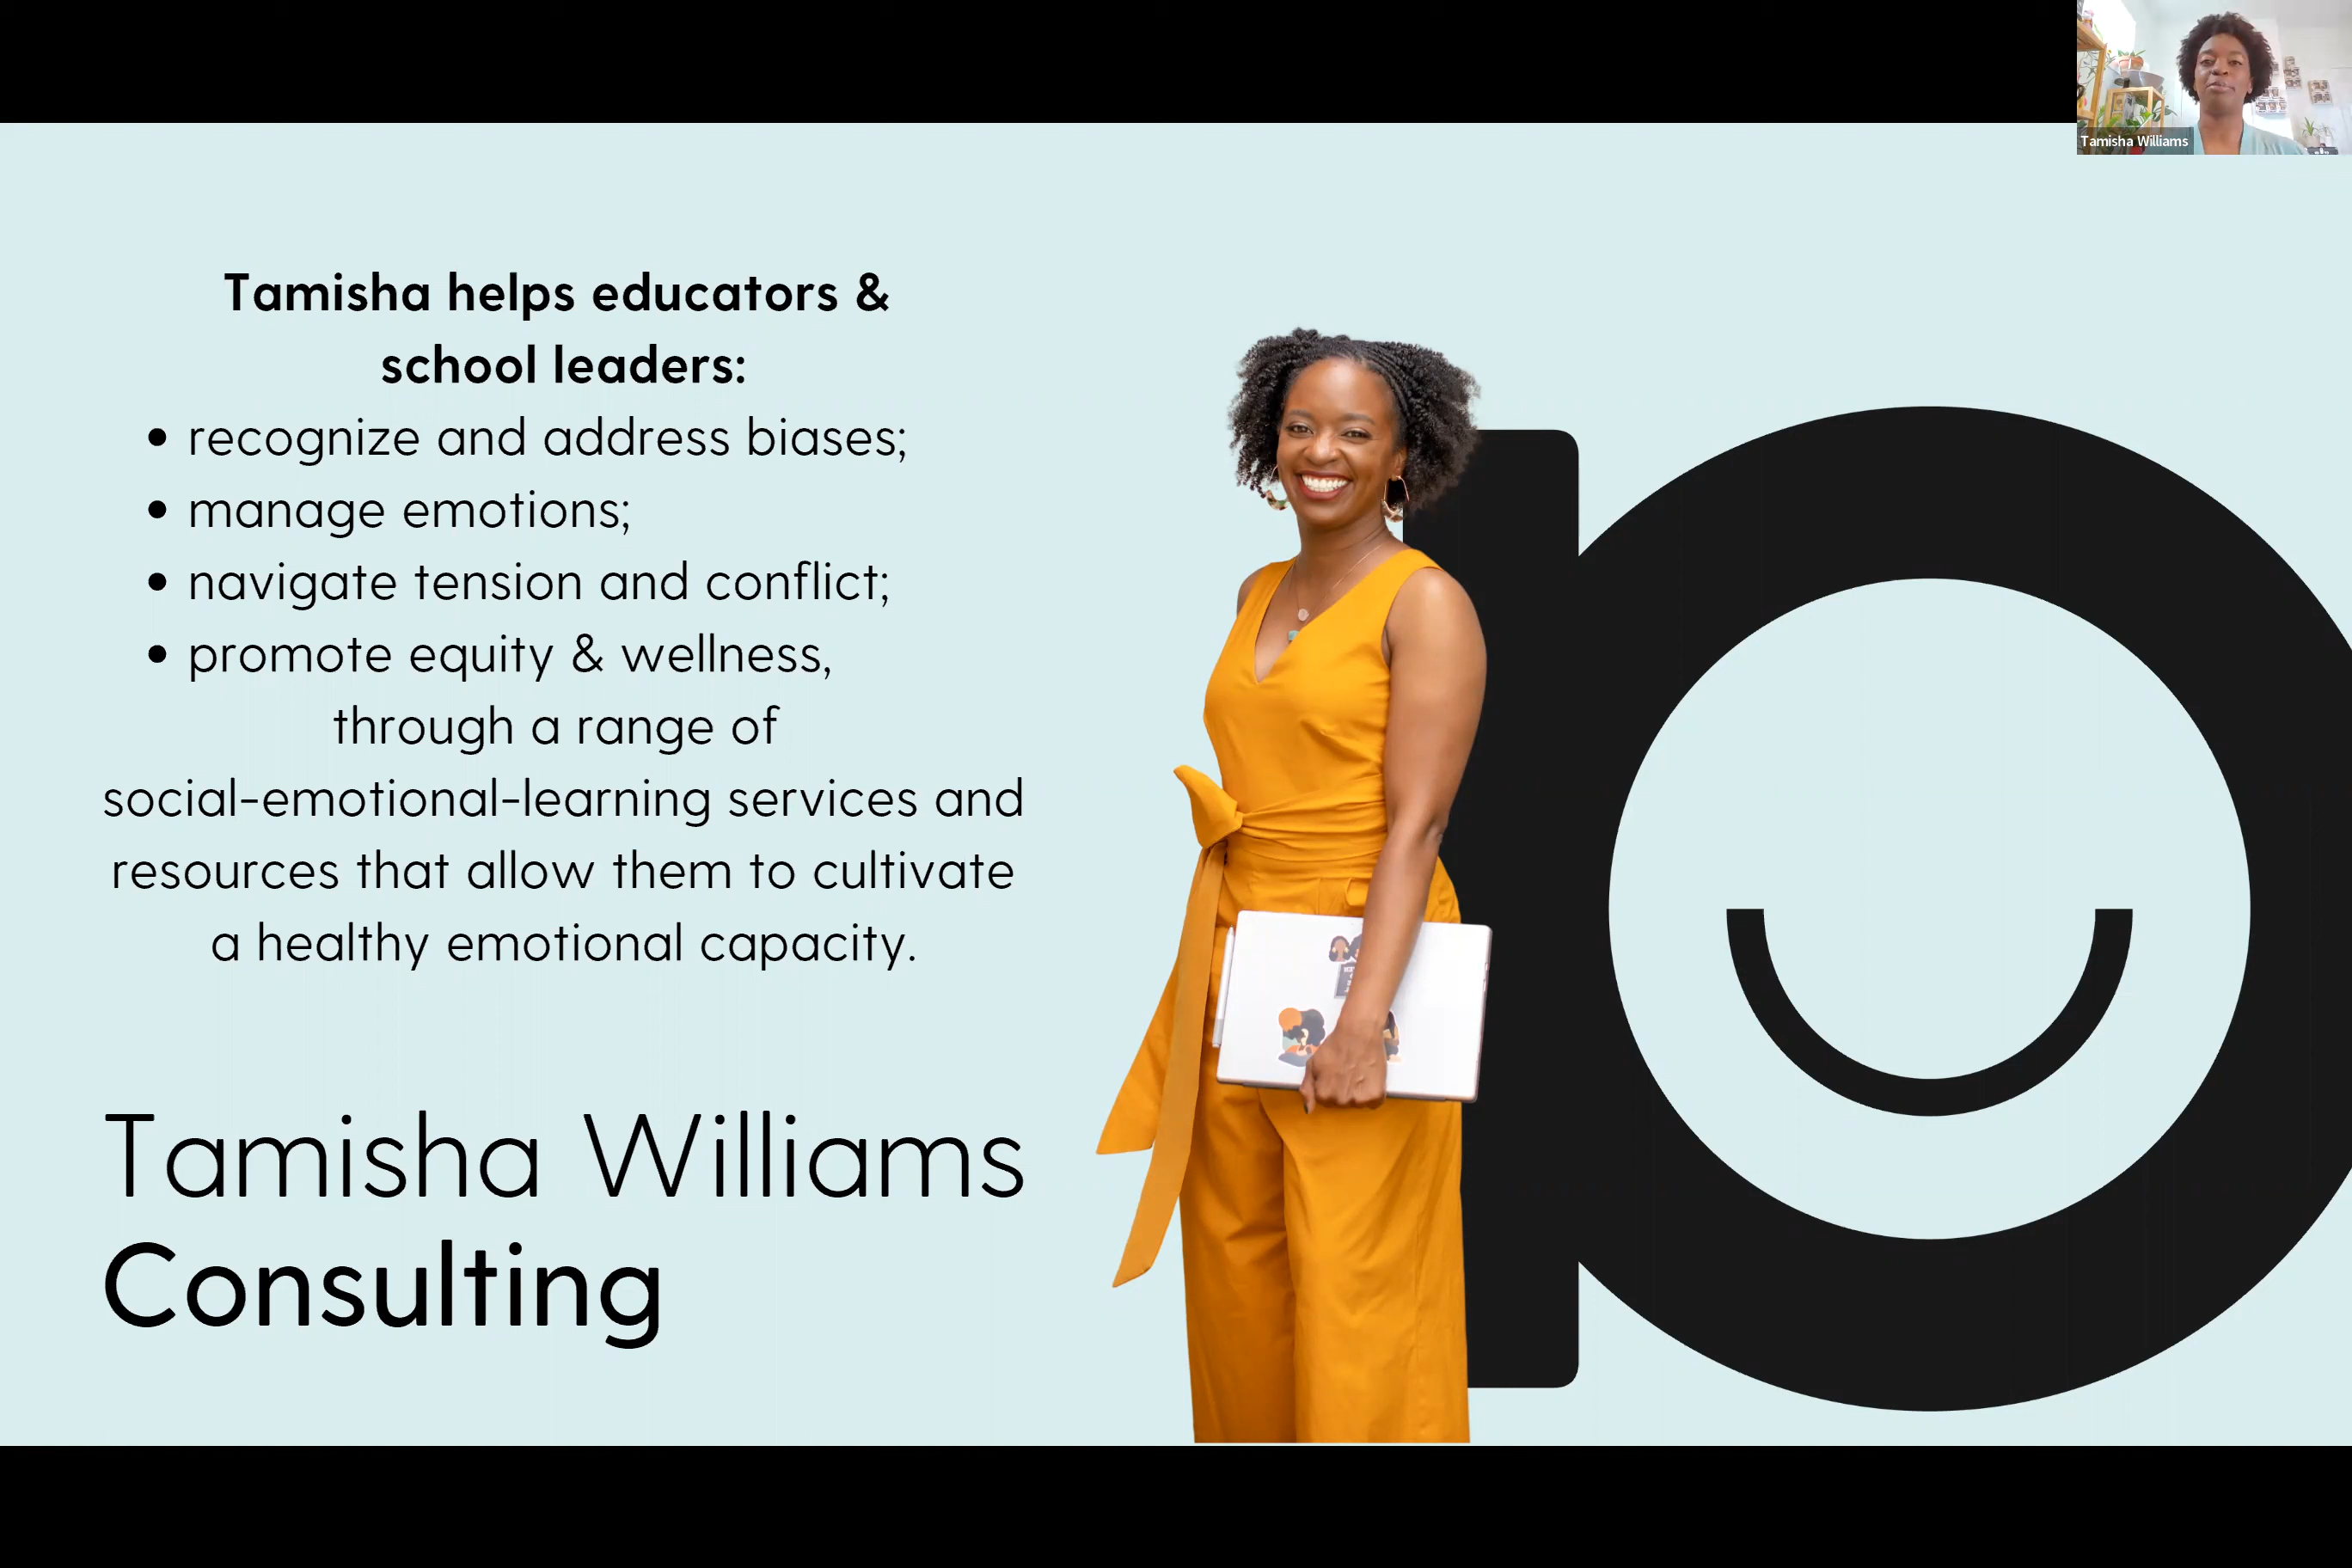 Tamisha Williams
Tamisha helps educators &
school leaders:
• recognize and address biases;
• manage emotions;
• navigate tension and conflict;
• promote equity & wellness,
through a range of
social-emotional-learning services and
resources that allow them to cultivate
a healthy emotional capacity.
Tamisha Williams
Consulting